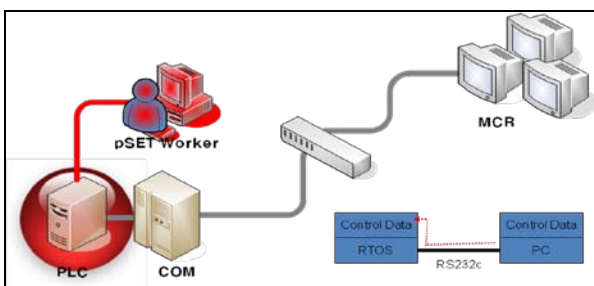 MCR
pSET Worker
PLC
COM
Control Data
Control Data
RTOS
PC
RS232c